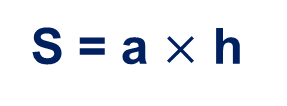 S = a × h